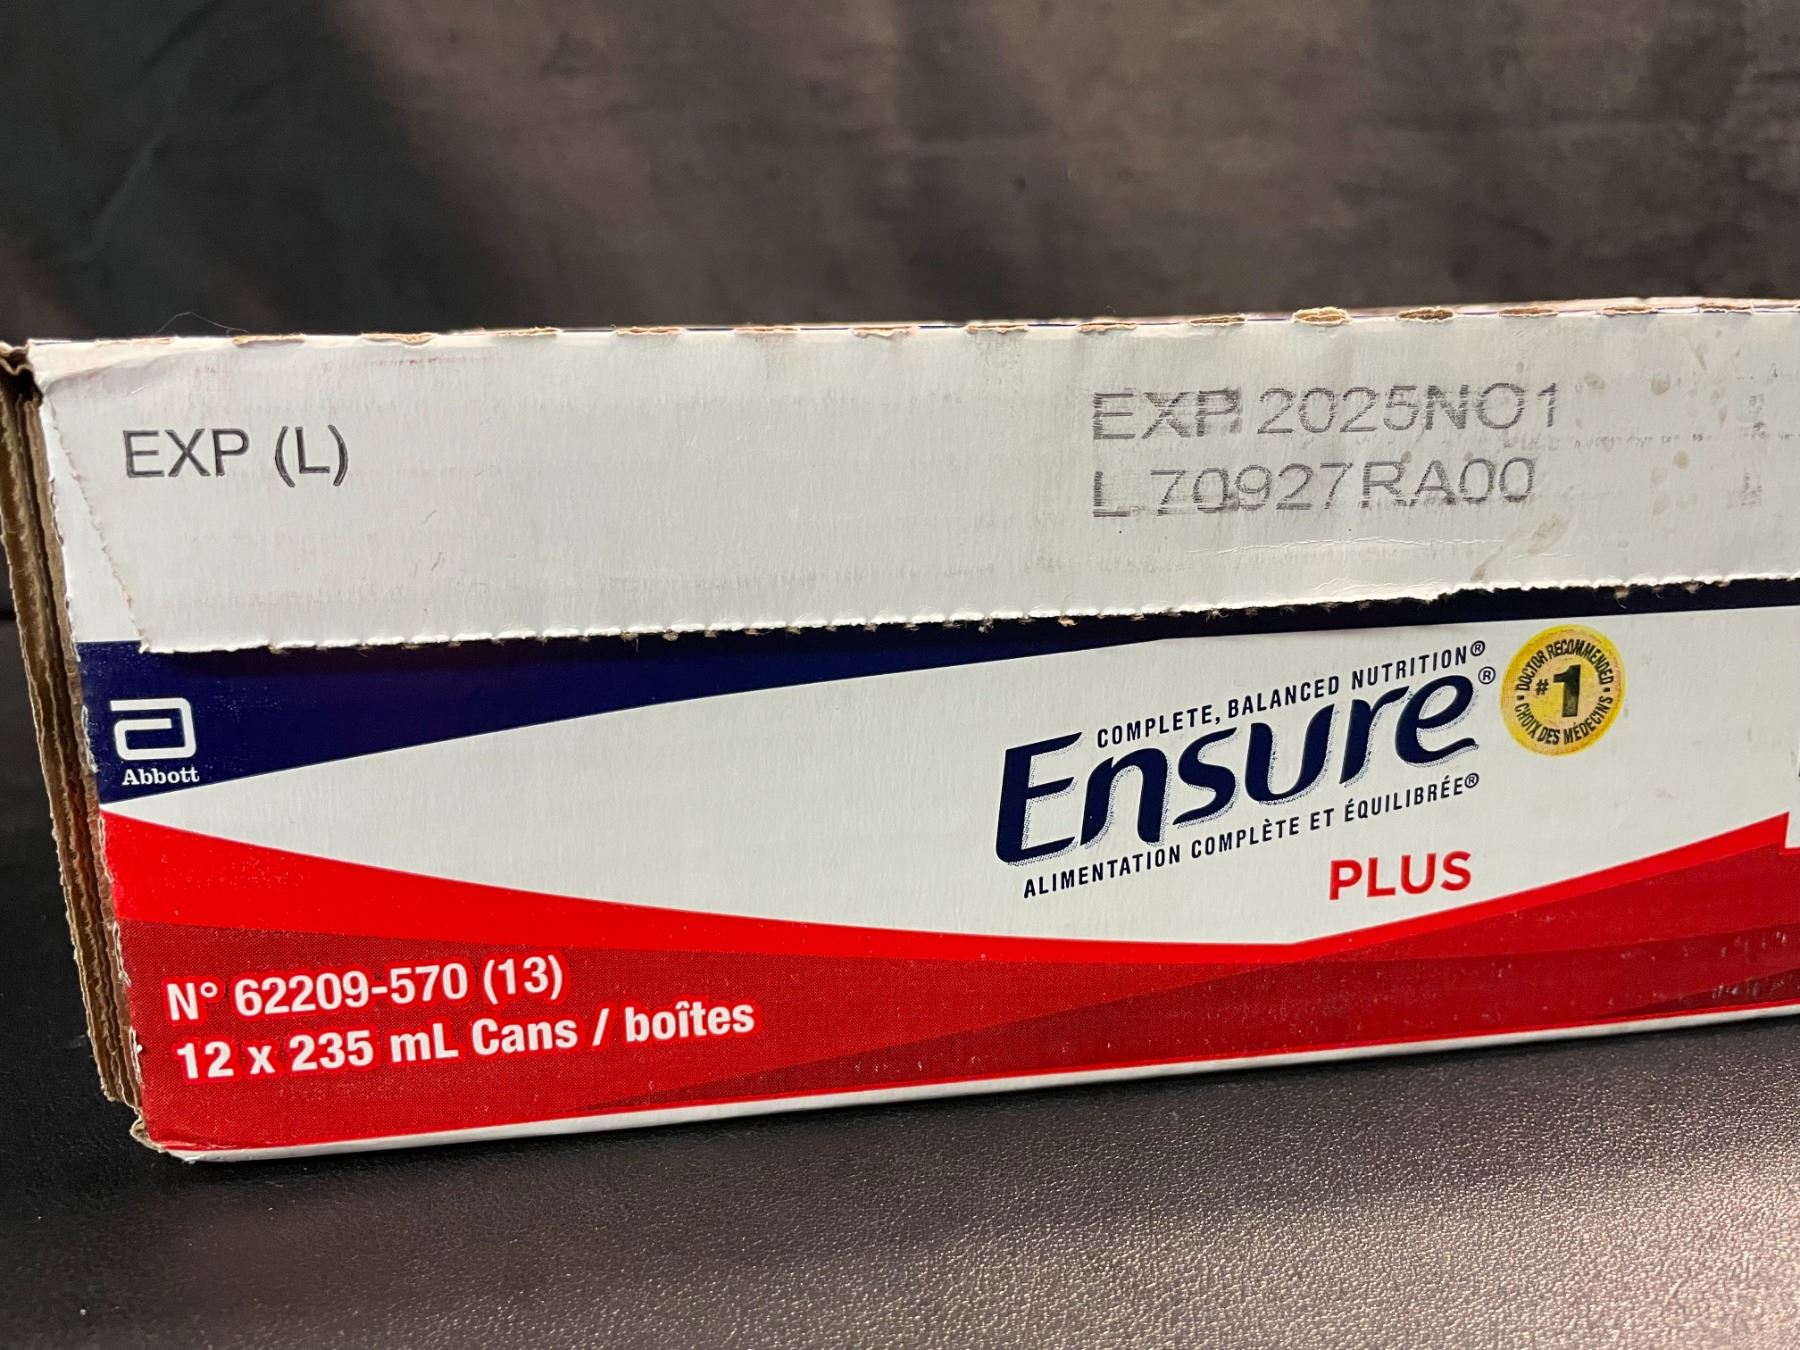 EXP (L)
EXP 2025NO1
L 70927RA00
Abbott
COMPLETE, BALANCED NUTRITION®
Ensure®
ALIMENTATION COMPLÈTE ET ÉQUILIBRÉE®
PLUS
DOCTOR RECOMMENDED
#1
CHOIX DES MÉDECINS
N° 62209-570 (13)
12 x 235 mL Cans / boîtes